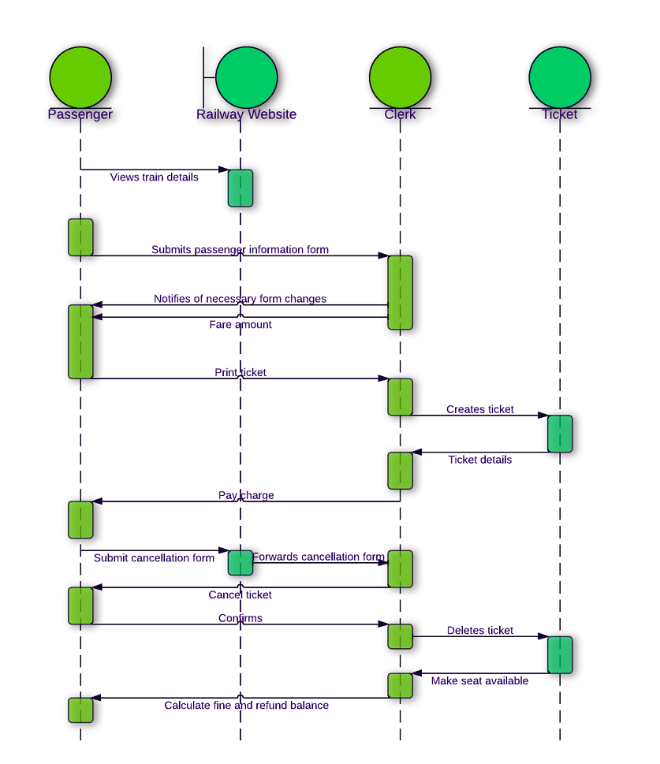 Passenger
Railway Website
Clerk
Ticket
Views train details
Submits passenger information form
Notifies of necessary form changes
Fare amount
Print ticket
Creates ticket
Ticket details
Pay charge
Submit cancellation form
Forwards cancellation form
Cancel ticket
Confirms
Deletes ticket
Make seat available
Calculate fine and refund balance